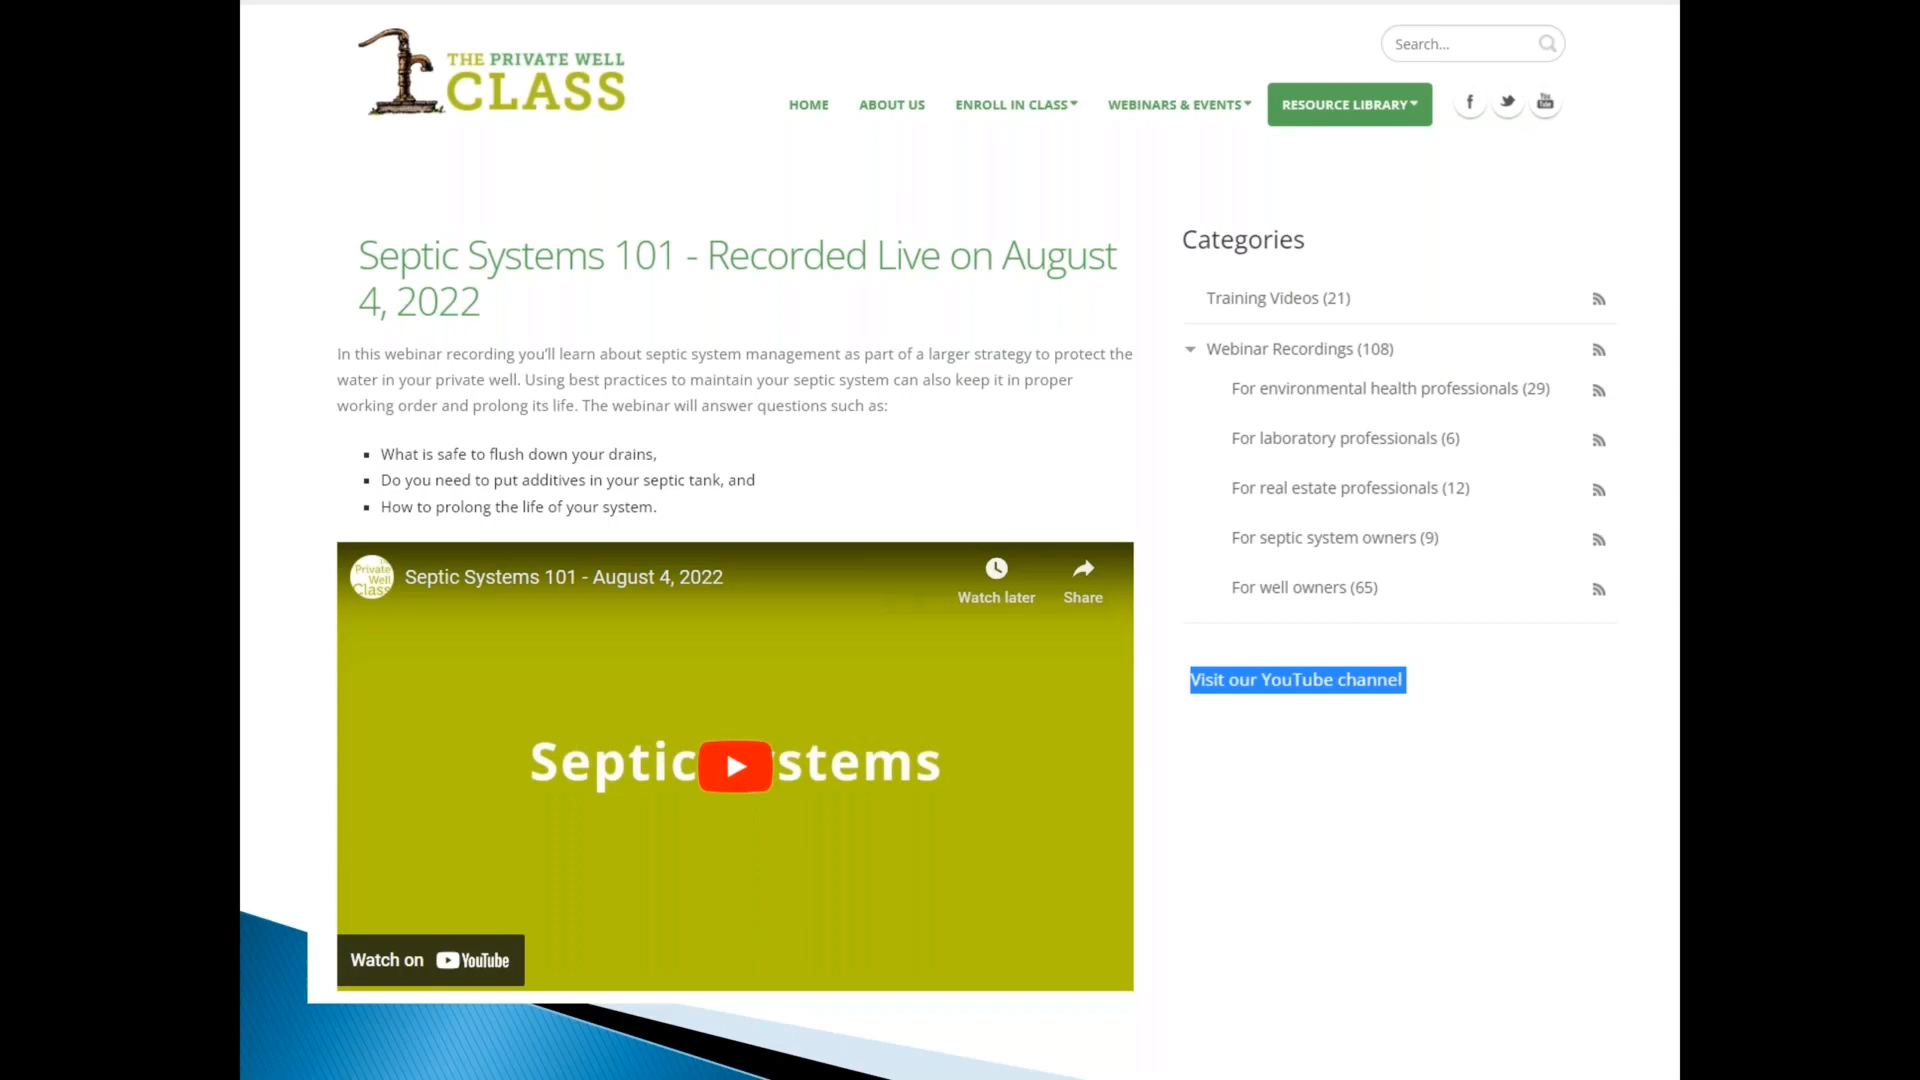 THE PRIVATE WELL
CLASS
Search...
HOME
ABOUT US
ENROLL IN CLASS
WEBINARS & EVENTS
RESOURCE LIBRARY
f
You
Tube
Septic Systems 101 - Recorded Live on August
4, 2022
In this webinar recording you'll learn about septic system management as part of a larger strategy to protect the
water in your private well. Using best practices to maintain your septic system can also keep it in proper
working order and prolong its life. The webinar will answer questions such as:
What is safe to flush down your drains,
Do you need to put additives in your septic tank, and
How to prolong the life of your system.
Private
Well
Class
Septic Systems 101 - August 4, 2022
Watch later
Share
Septic stems
Watch on YouTube
Categories
Training Videos (21)
Webinar Recordings (108)
For environmental health professionals (29)
For laboratory professionals (6)
For real estate professionals (12)
For septic system owners (9)
For well owners (65)
Visit our YouTube channel